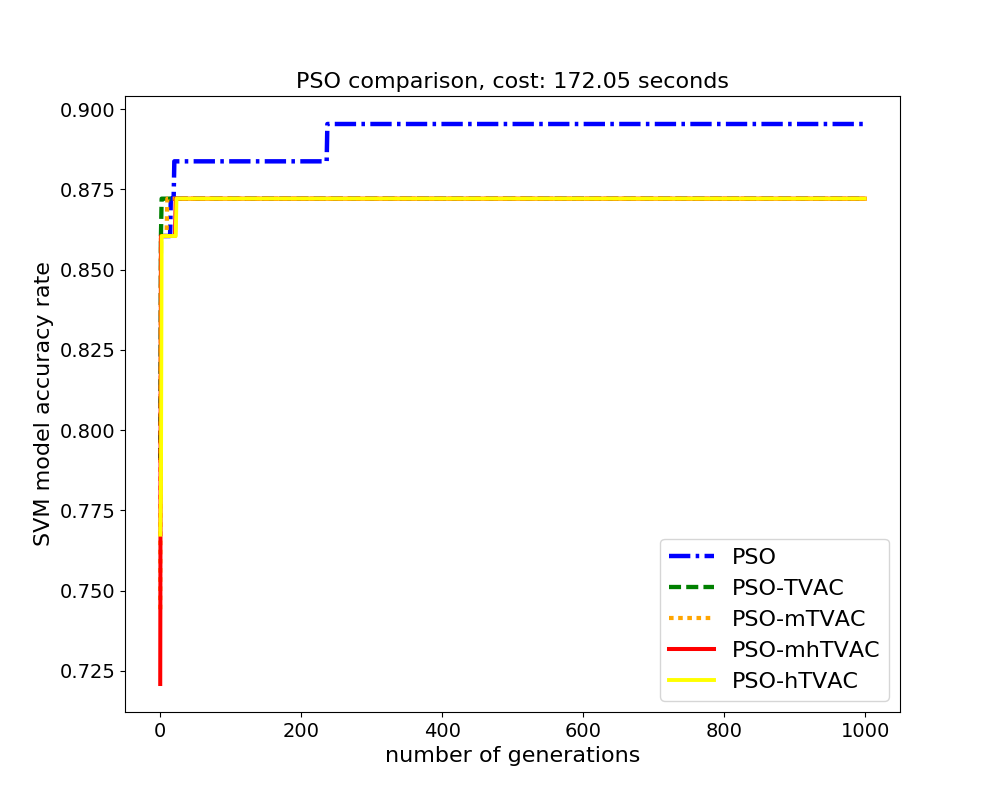 PSO comparison, cost: 172.05 seconds
0.900
0.875
0.850
0.825
0.800
0.775
0.750
0.725
SVM model accuracy rate
0 200 400 600 800 1000
number of generations
PSO
PSO-TVAC
PSO-mTVAC
PSO-mhTVAC
PSO-hTVAC